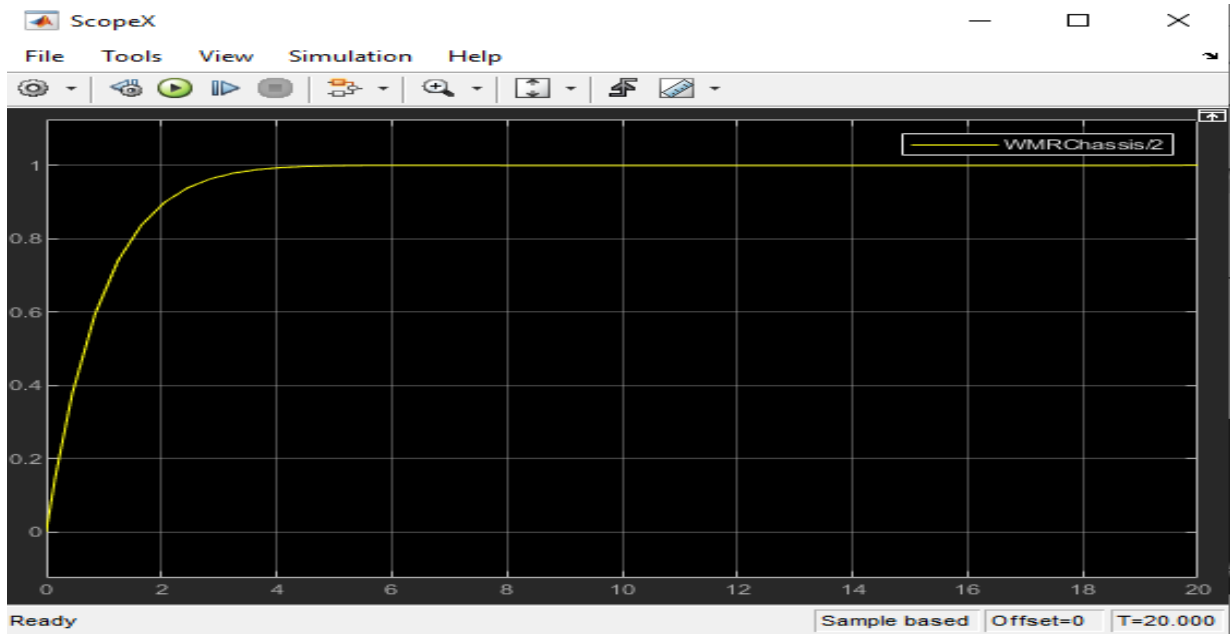 ScopeX
File Tools View Simulation Help
WMRChassis/2
1
0.8
0.6
0.4
0.2
0
0 2 4 6 8 10 12 14 16 18 20
Ready Sample based Offset=0 T=20.000